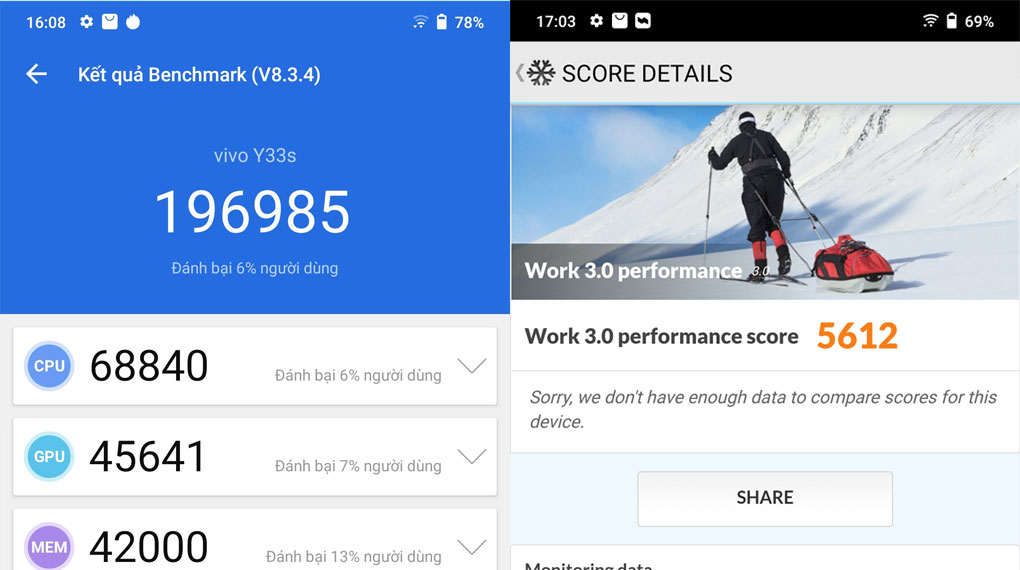 16:08
78%
Kết quả Benchmark (V8.3.4)
vivo Y33s
196985
Đánh bại 6% người dùng
CPU
68840
Đánh bại 6% người dùng
GPU
45641
Đánh bại 7% người dùng
MEM
42000
Đánh bại 13% người dùng
17:03
69%
SCORE DETAILS
Work 3.0 performance 3.0
Work 3.0 performance score 5612
Sorry, we don't have enough data to compare scores for this
device.
SHARE
Monitoring data